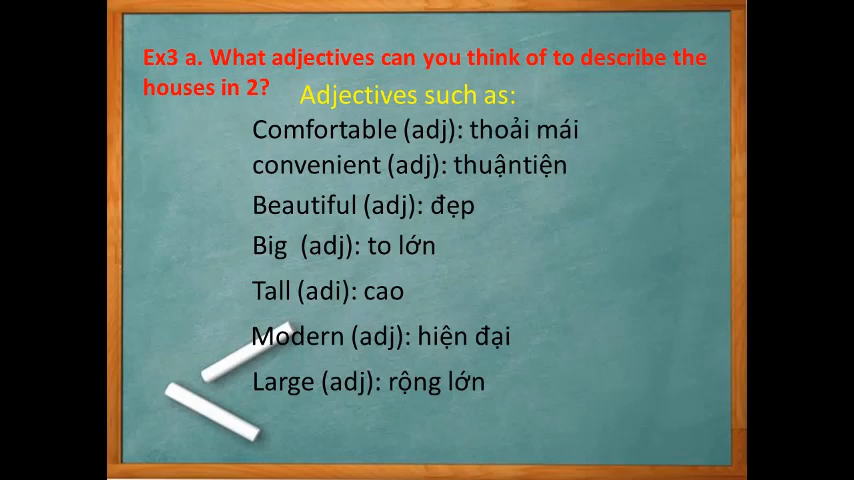 Ex3 a. What adjectives can you think of to describe the
houses in 2?
Adjectives such as:
Comfortable (adj): thoải mái
convenient (adj): thuậntiện
Beautiful (adj): đẹp
Big (adj): to lớn
Tall (adi): cao
Modern (adj): hiện đại
Large (adj): rộng lớn